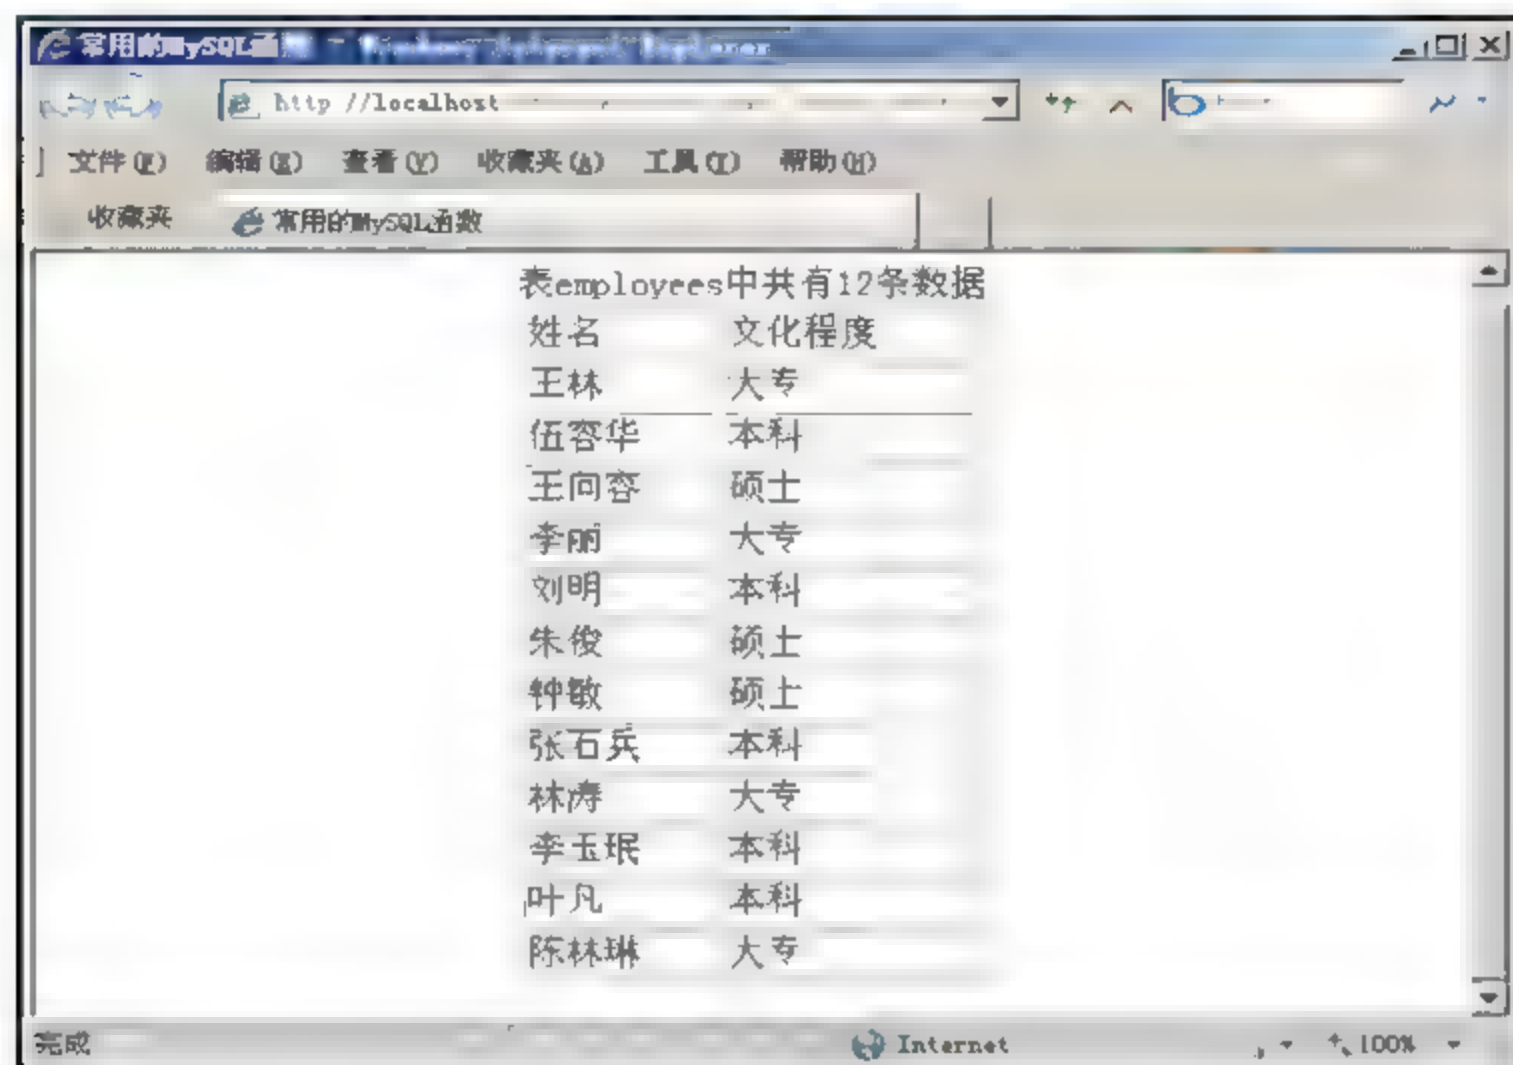 常用的MySQL函
http //localhost
文件(F) 编辑(E) 查看(V) 收藏夹(A) 工具(T) 帮助(H)
收藏夹 常用的MySQL函数
表employees中共有12条数据
姓名 文化程度
王林 大专
伍容华 本科
王向容 硕士
李丽 大专
刘明 本科
朱俊 硕士
钟敏 硕士
张石兵 本科
林涛 大专
李玉珉 本科
叶凡 本科
陈林琳 大专
完成 Internet 100%